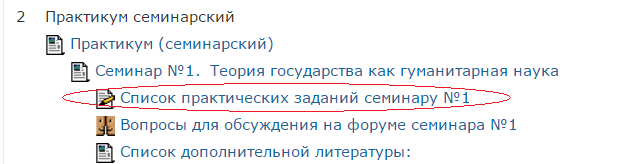 2 Практикум семинарский
Практикум (семинарский)
Семинар №1. Теория государства как гуманитарная наука
Список практических заданий семинару №1
Вопросы для обсуждения на форуме семинара №1
Список дополнительной литературы: